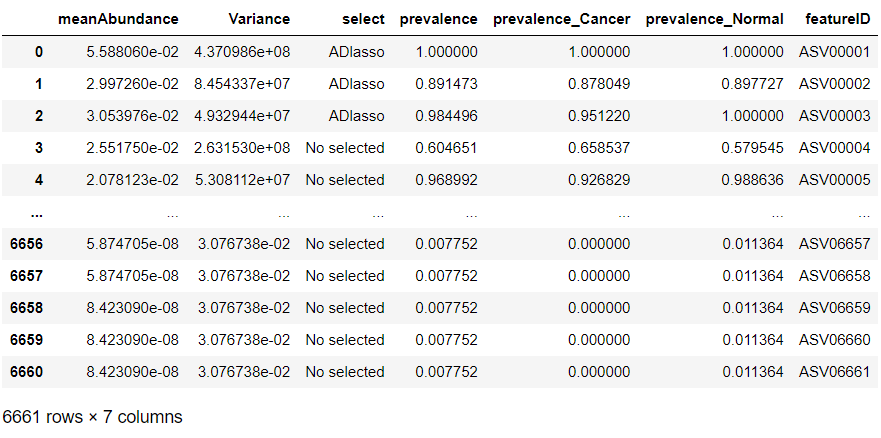 meanAbundance Variance select prevalence prevalence_Cancer prevalence_Normal featureID
0 5.588060e-02 4.370986e+08 ADlasso 1.000000 1.000000 1.000000 ASV00001
1 2.997260e-02 8.454337e+07 ADlasso 0.891473 0.878049 0.897727 ASV00002
2 3.053976e-02 4.932944e+07 ADlasso 0.984496 0.951220 1.000000 ASV00003
3 2.551750e-02 2.631530e+08 No selected 0.604651 0.658537 0.579545 ASV00004
4 2.078123e-02 5.308112e+07 No selected 0.968992 0.926829 0.988636 ASV00005
... ... ... ... ... ... ... ...
6656 5.874705e-08 3.076738e-02 No selected 0.007752 0.000000 0.011364 ASV06657
6657 5.874705e-08 3.076738e-02 No selected 0.007752 0.000000 0.011364 ASV06658
6658 8.423090e-08 3.076738e-02 No selected 0.007752 0.000000 0.011364 ASV06659
6659 8.423090e-08 3.076738e-02 No selected 0.007752 0.000000 0.011364 ASV06660
6660 8.423090e-08 3.076738e-02 No selected 0.007752 0.000000 0.011364 ASV06661
6661 rows × 7 columns